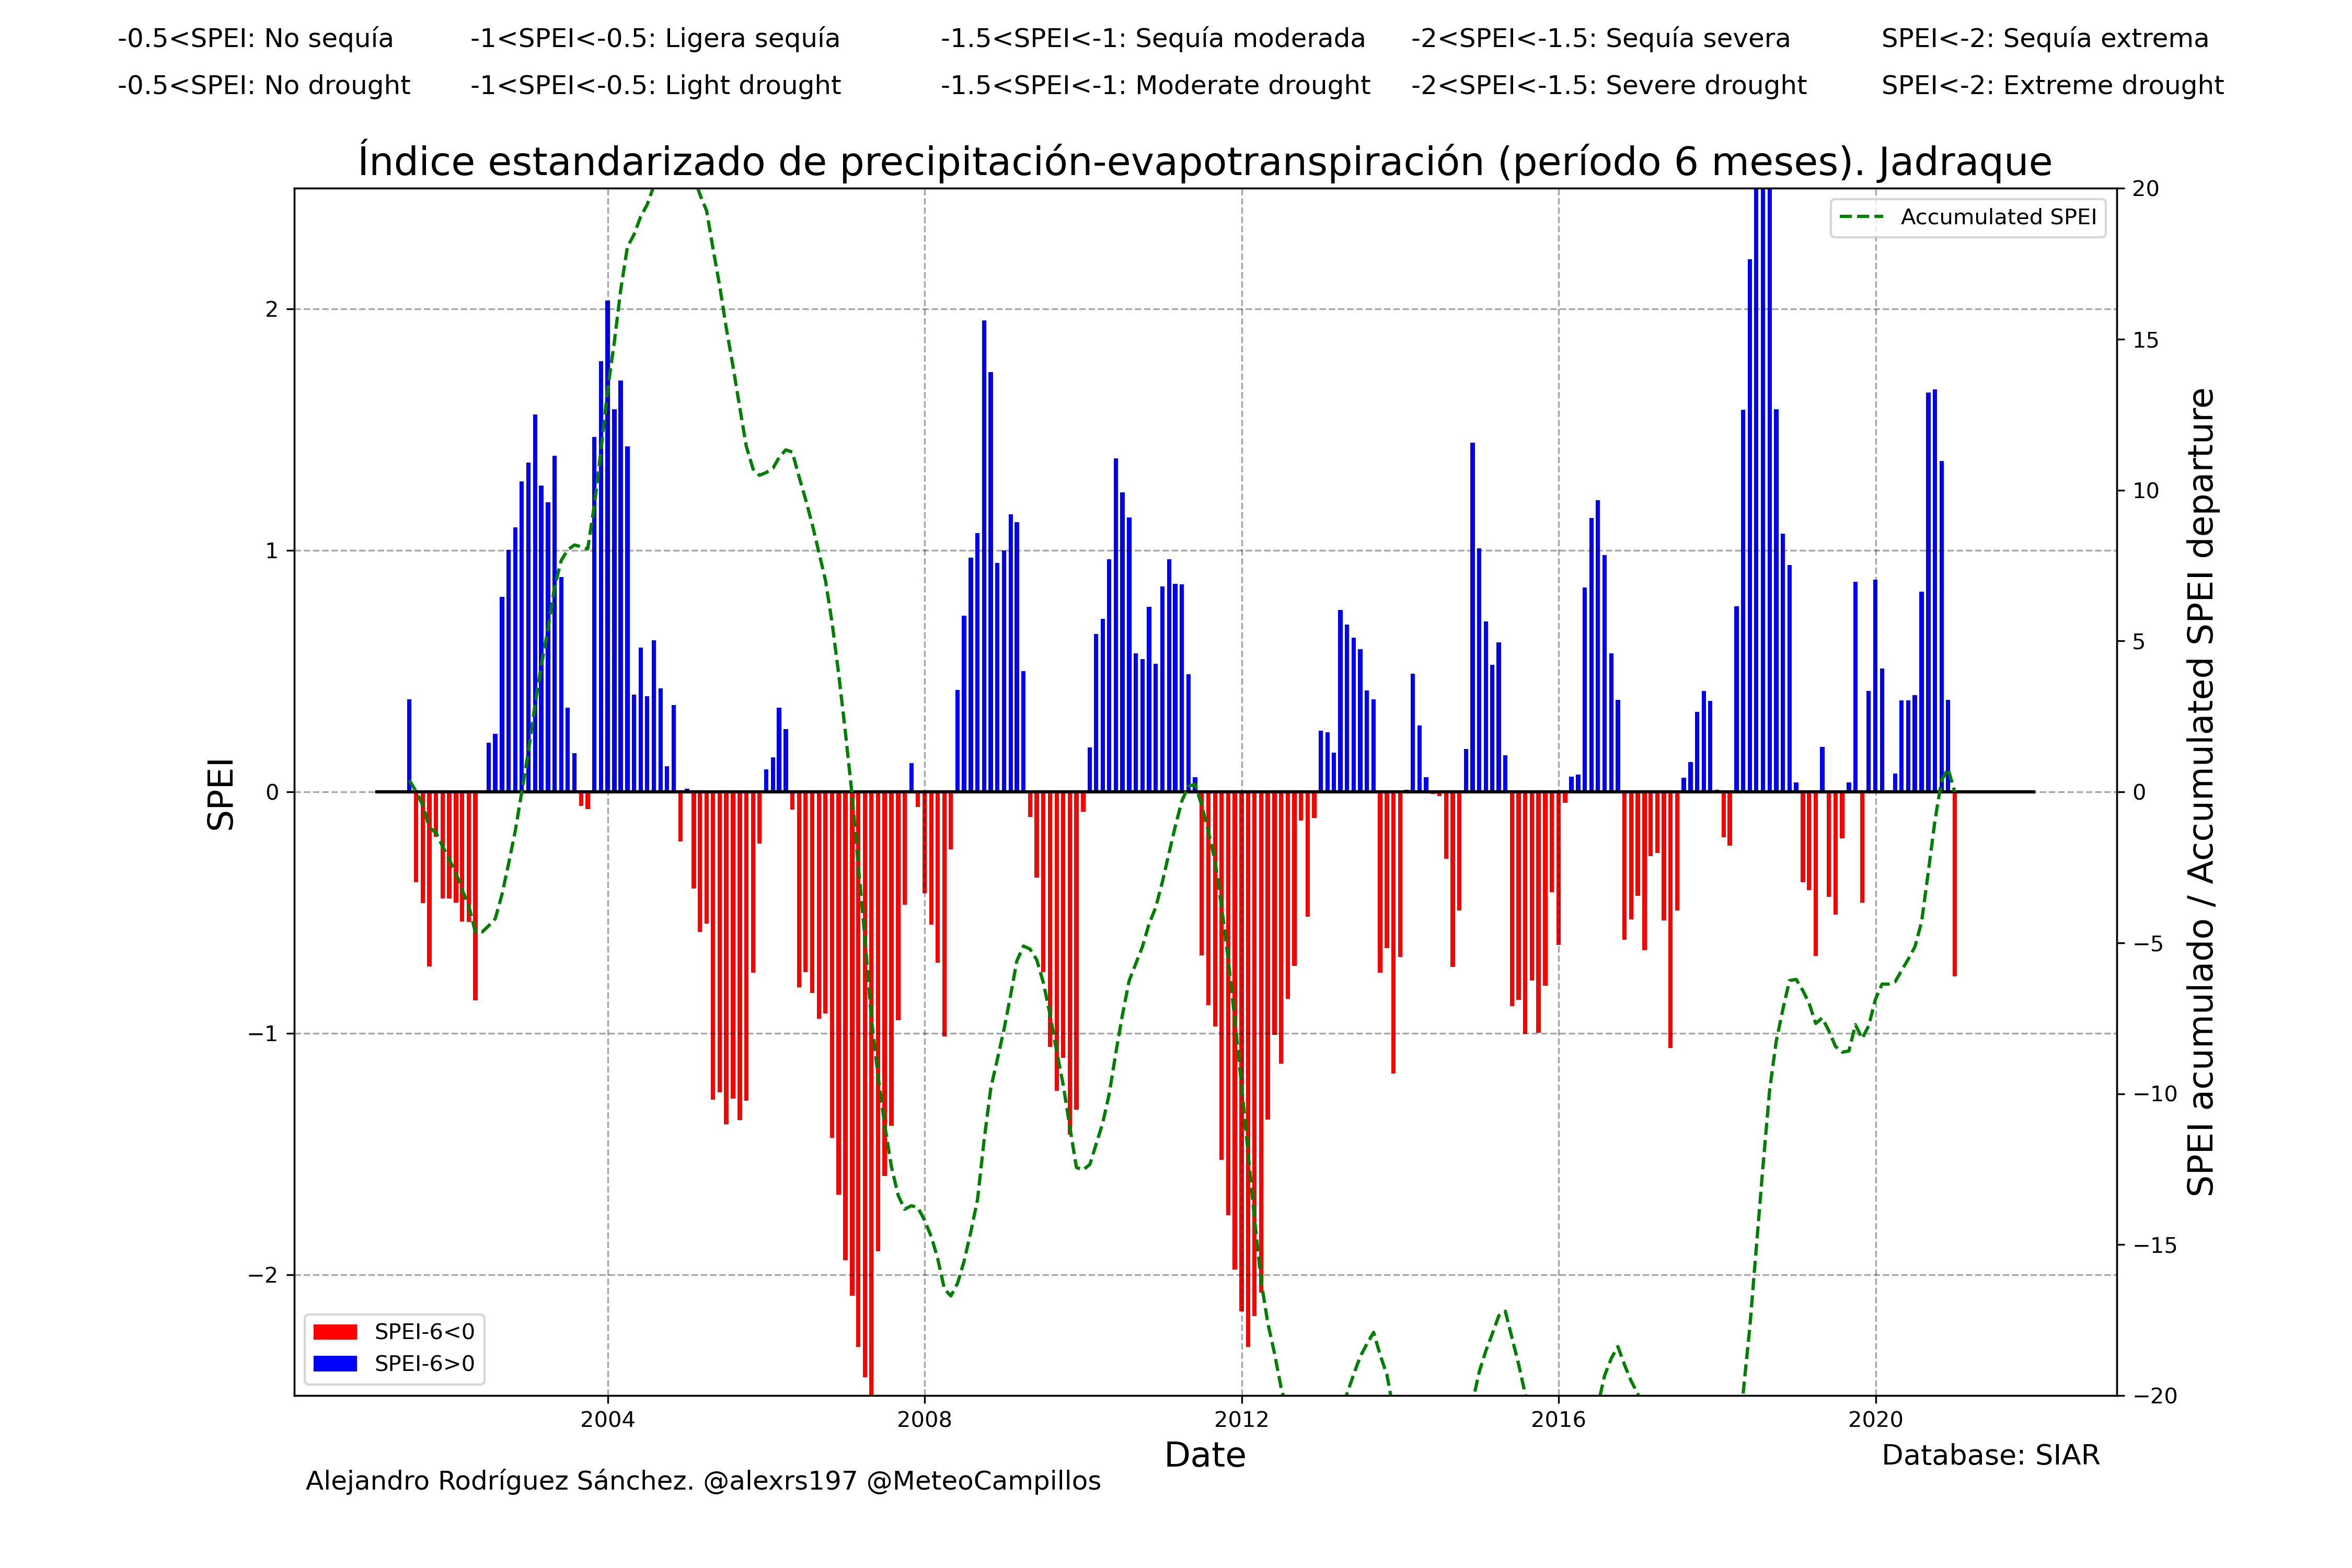 -0.5<SPEI: No sequía -1<SPEI<-0.5: Ligera sequía -1.5<SPEI<-1: Sequía moderada -2<SPEI<-1.5: Sequía severa SPEI<-2: Sequía extrema
-0.5<SPEI: No drought -1<SPEI<-0.5: Light drought -1.5<SPEI<-1: Moderate drought -2<SPEI<-1.5: Severe drought SPEI<-2: Extreme drought
Índice estandarizado de precipitación-evapotranspiración (período 6 meses). Jadraque
Accumulated SPEI
SPEI
2
1
0
−1
−2
20
15
10
5
0
−5
−10
−15
−20
SPEI acumulado / Accumulated SPEI departure
SPEI-6<0
SPEI-6>0
2004 2008 2012 2016 2020
Date
Database: SIAR
Alejandro Rodríguez Sánchez. @alexrs197 @MeteoCampillos